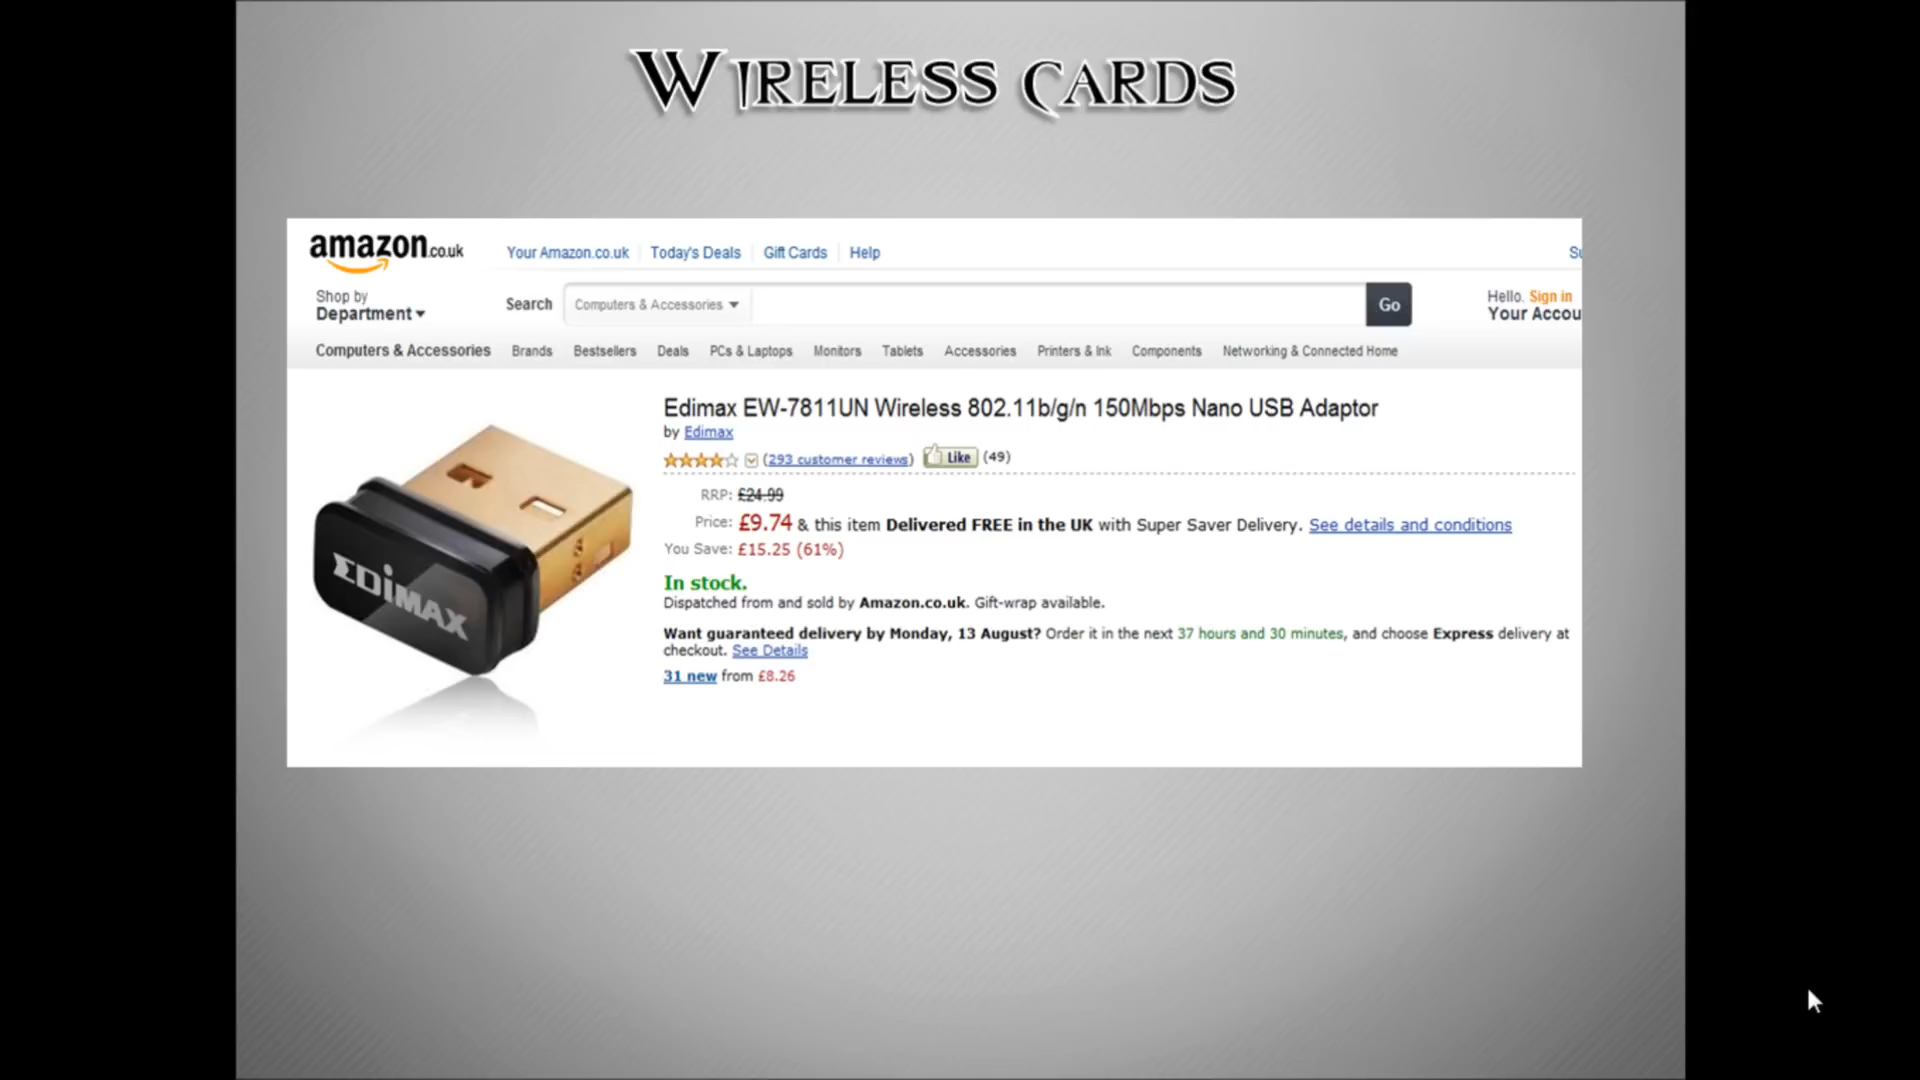 Wireless cards
amazon.co.uk
Your Amazon.co.uk Today's Deals Gift Cards Help
Shop by
Department
Search Computers & Accessories Go
Hello. Sign in
Computers & Accessories Brands Bestsellers Deals PCs & Laptops Monitors Tablets Accessories Printers & Ink Components Networking & Connected Home
Edimax EW-7811UN Wireless 802.11b/g/n 150Mbps Nano USB Adaptor
by Edimax
(293 customer reviews) Like (49)
RRP: £24.99
Price: £9.74 & this item Delivered FREE in the UK with Super Saver Delivery. See details and conditions
You Save: £15.25 (61%)
In stock.
Dispatched from and sold by Amazon.co.uk. Gift-wrap available.
Want guaranteed delivery by Monday, 13 August? Order it in the next 37 hours and 30 minutes, and choose Express delivery at
checkout. See Details
31 new from £8.26
EDiMAX